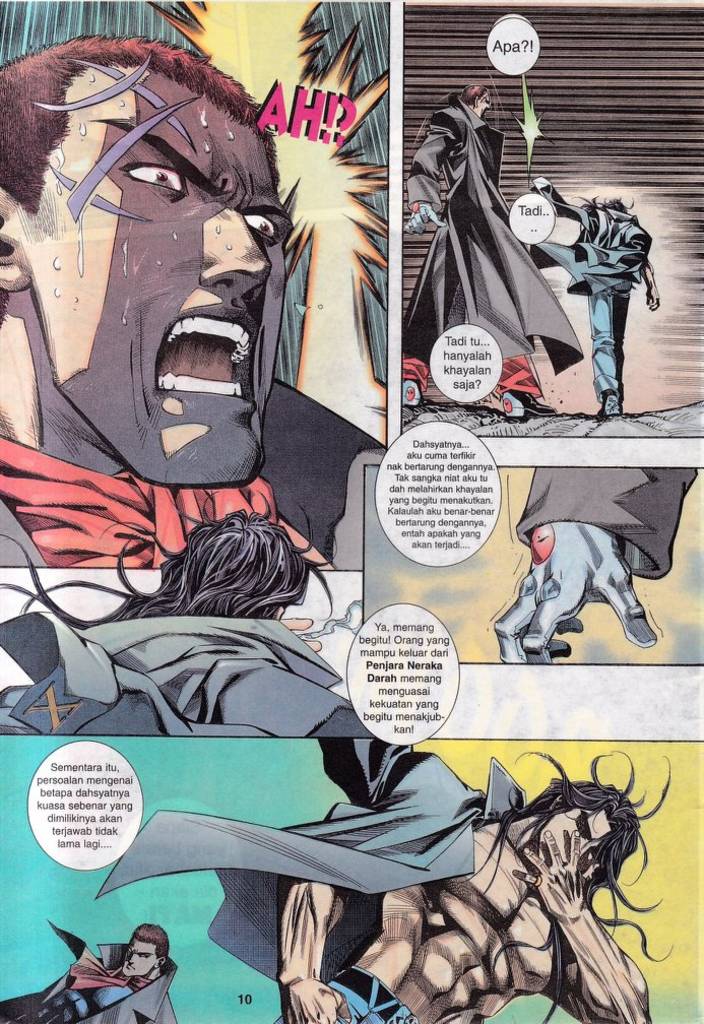 AH!?
Apa?!
Tadi..
..
Tadi tu...
hanyalah
khayalan
saja?
Dahsyatnya...
aku cuma terfikir
nak bertarung dengannya.
Tak sangka niat aku tu
dah melahirkan khayalan
yang begitu menakutkan.
Kalaulah aku benar-benar
bertarung dengannya,
entah apakah yang
akan terjadi....
Ya, memang
begitu! Orang yang
mampu keluar dari
Penjara Neraka
Darah memang
menguasai
kekuatan yang
begitu menakjub-
kan!
Sementara itu,
persoalan mengenai
betapa dahsyatnya
kuasa sebenar yang
dimilikinya akan
terjawab tidak
lama lagi....
10